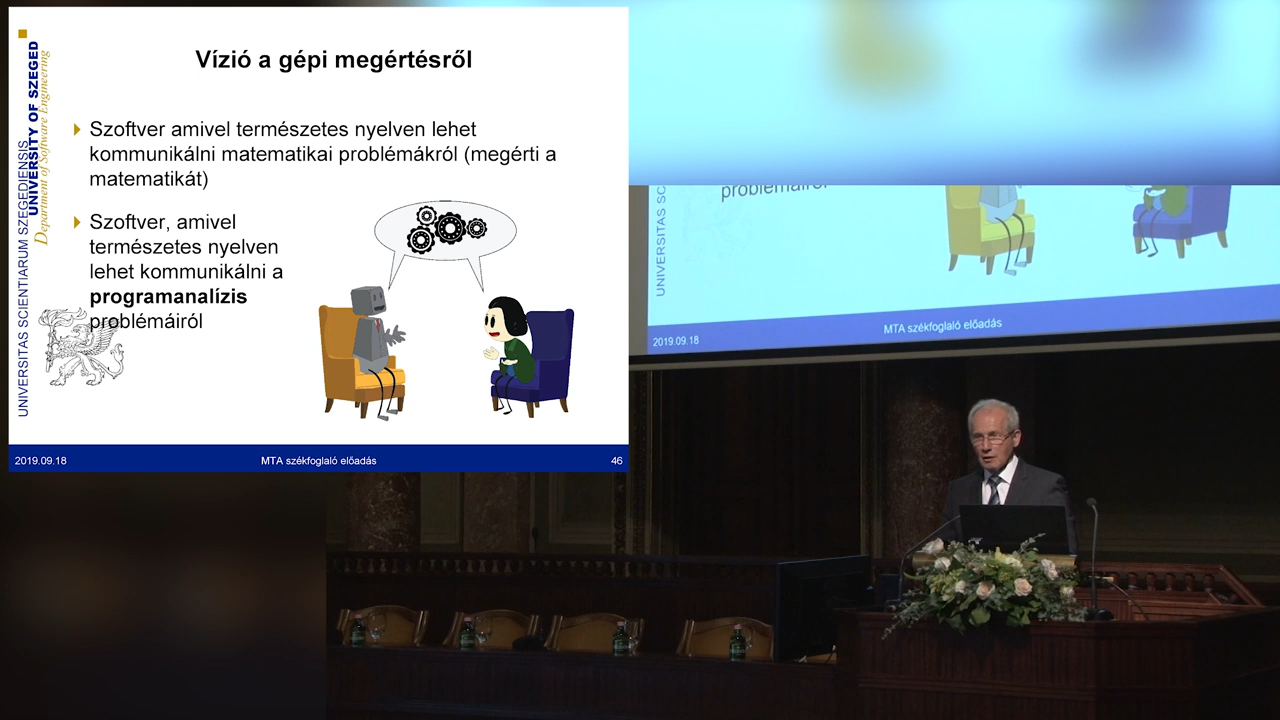 Vízió a gépi megértésről
UNIVERSITAS SCIENTIARUM SZEGEDIENSIS
UNIVERSITY OF SZEGED
Department of Software Engineering
Szoftver amivel természetes nyelven lehet
kommunikálni matematikai problémákról (megérti a
matematikát)
Szoftver, amivel
természetes nyelven
lehet kommunikálni a
programanalízis
problémáiról
2019.09.18
MTA székfoglaló előadás
46
problémáiról
UNIVERSITAS SC
2019.09.18
MTA székfoglaló előadás